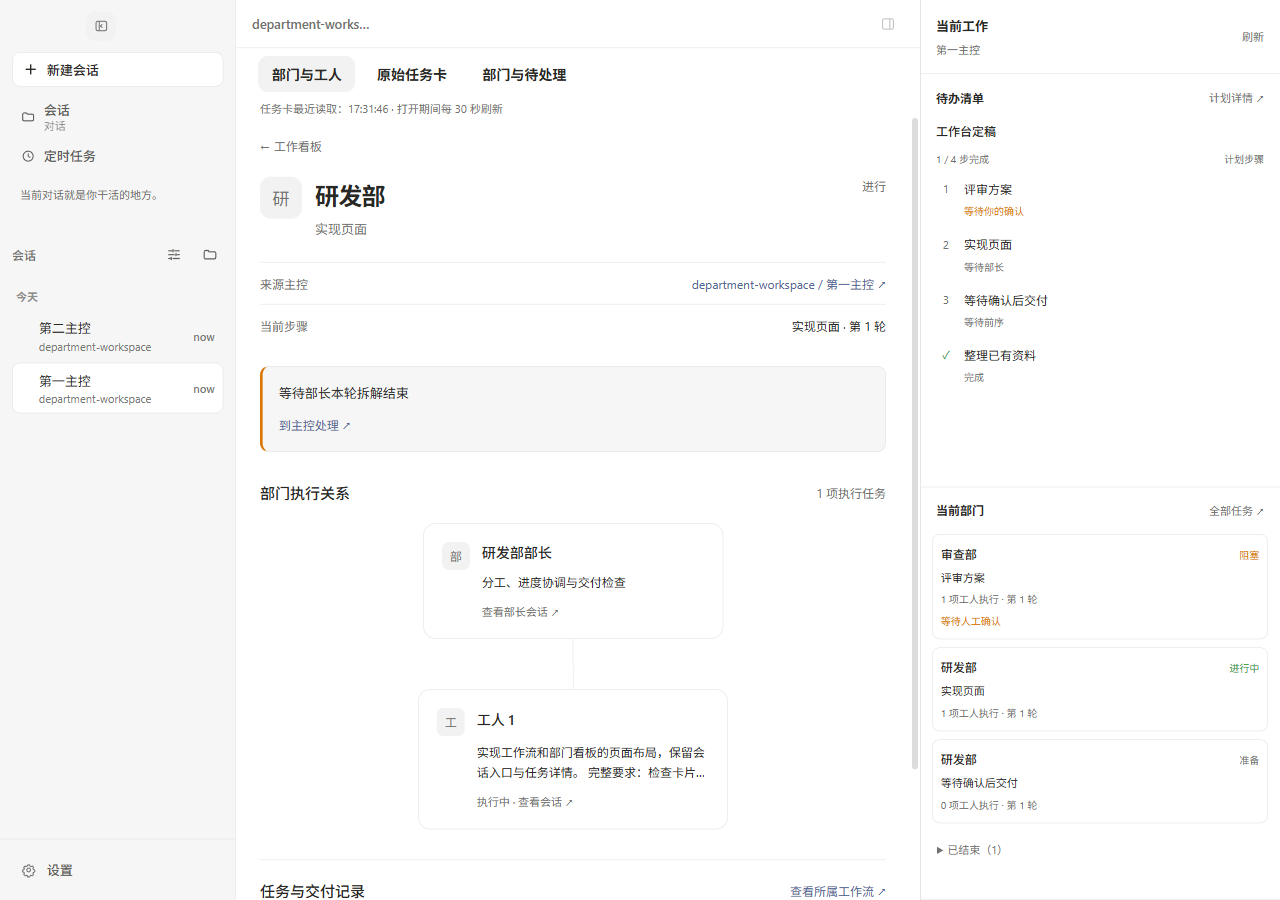 新建会话
会话
对话
定时任务
当前对话就是你干活的地方。
会话
今天
第二主控
department-workspace
now
第一主控
department-workspace
now
设置
department-works...
部门与工人
原始任务卡
部门与待处理
任务卡最近读取：17:31:46 · 打开期间每 30 秒刷新
← 工作看板
研
研发部
实现页面
进行
来源主控
department-workspace / 第一主控 ↗
当前步骤
实现页面 · 第 1 轮
等待部长本轮拆解结束
到主控处理 ↗
部门执行关系
1 项执行任务
部
研发部部长
分工、进度协调与交付检查
查看部长会话 ↗
工
工人 1
实现工作流和部门看板的页面布局，保留会
话入口与任务详情。 完整要求：检查卡片...
执行中 · 查看会话 ↗
任务与交付记录
查看所属工作流 ↗
当前工作
第一主控
刷新
待办清单
计划详情 ↗
工作台定稿
1 / 4 步完成
计划步骤
1 评审方案
等待你的确认
2 实现页面
等待部长
3 等待确认后交付
等待前序
✓ 整理已有资料
完成
当前部门
全部任务 ↗
审查部
阻塞
评审方案
1 项工人执行 · 第 1 轮
等待人工确认
研发部
进行中
实现页面
1 项工人执行 · 第 1 轮
研发部
准备
等待确认后交付
0 项工人执行 · 第 1 轮
▶ 已结束（1）